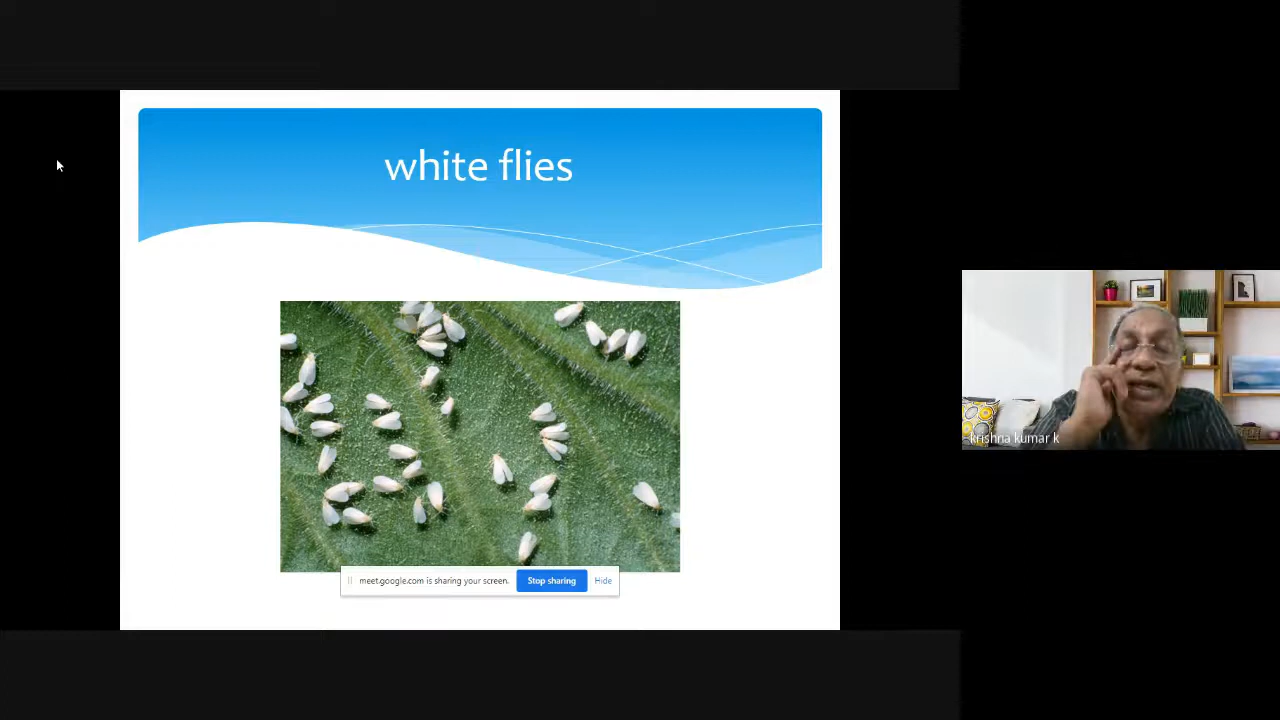 white flies
meet.google.com is sharing your screen. Stop sharing Hide
krishna kumar k